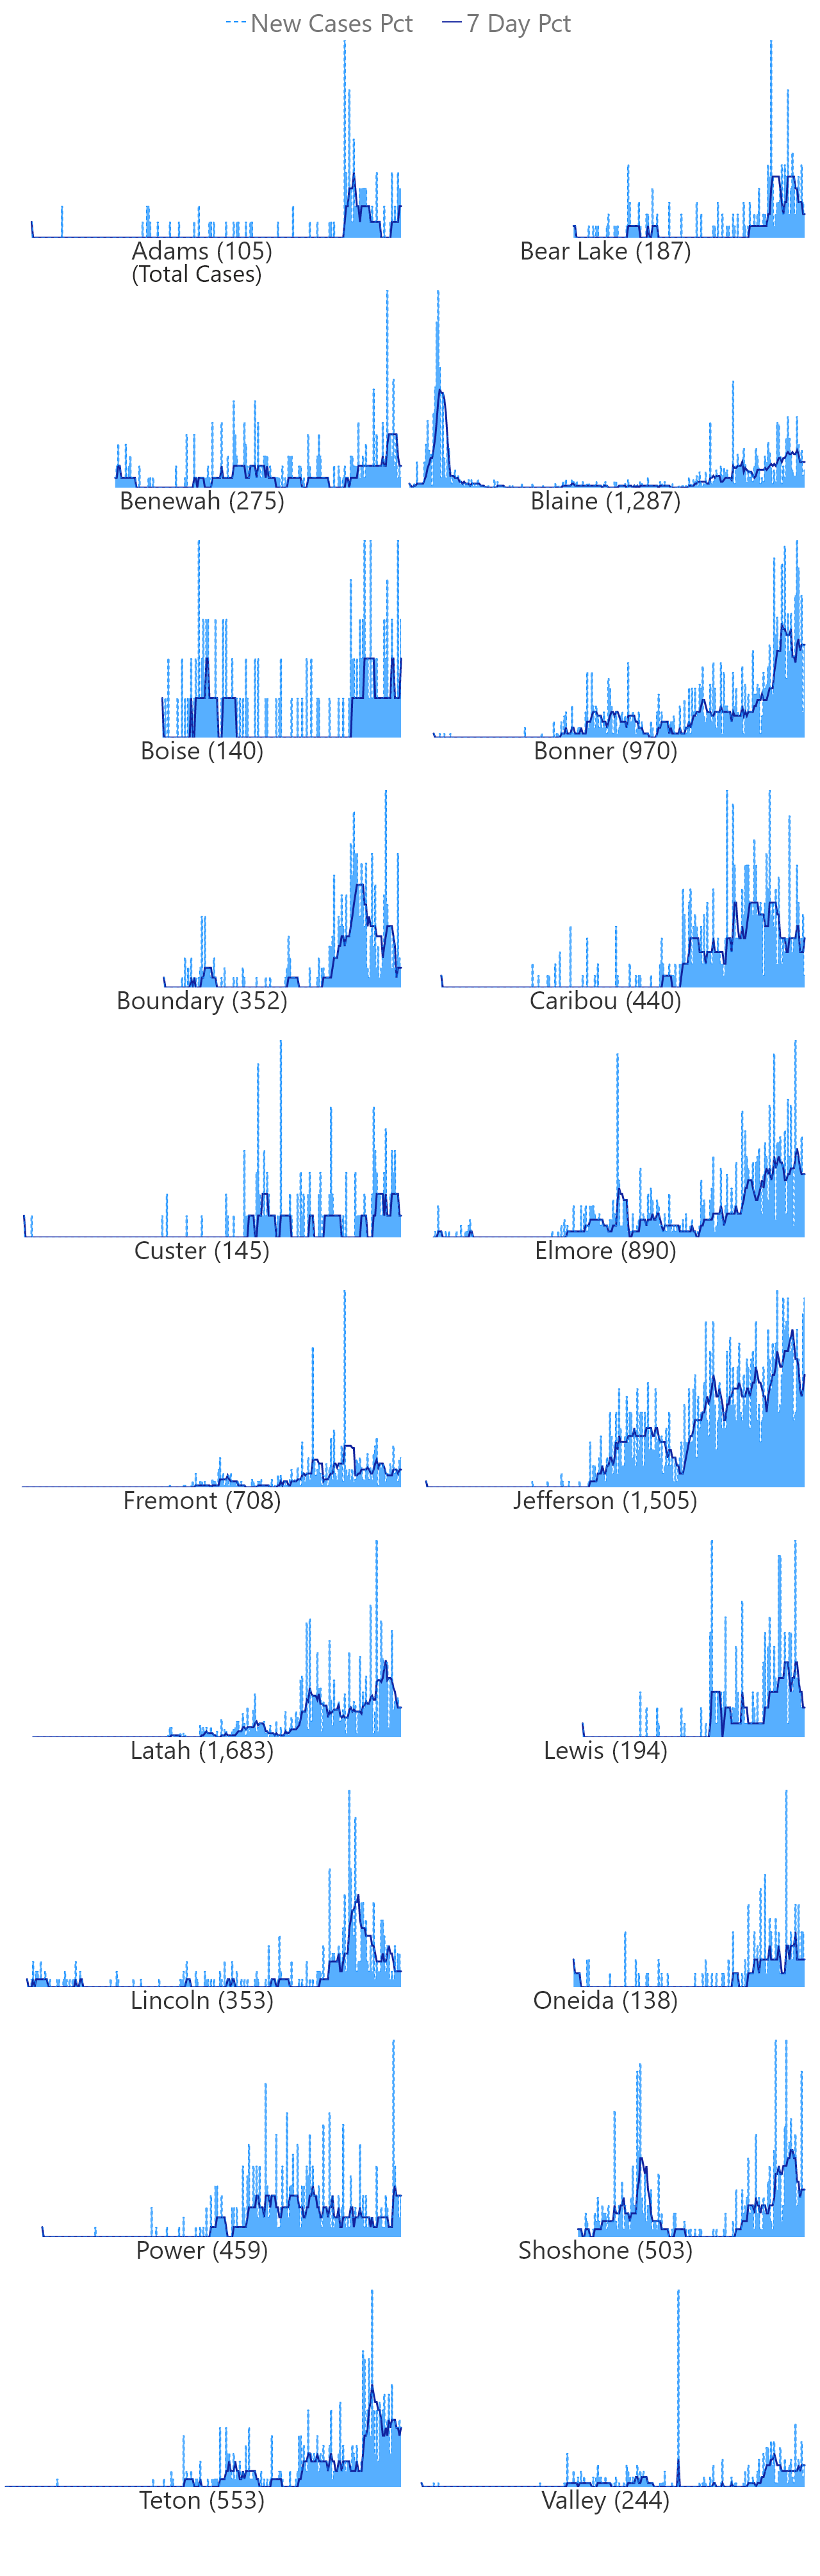 New Cases Pct 7 Day Pct
Adams (105) Bear Lake (187)
(Total Cases)
Benewah (275) Blaine (1,287)
Boise (140) Bonner (970)
Boundary (352) Caribou (440)
Custer (145) Elmore (890)
Fremont (708) Jefferson (1,505)
Latah (1,683) Lewis (194)
Lincoln (353) Oneida (138)
Power (459) Shoshone (503)
Teton (553) Valley (244)